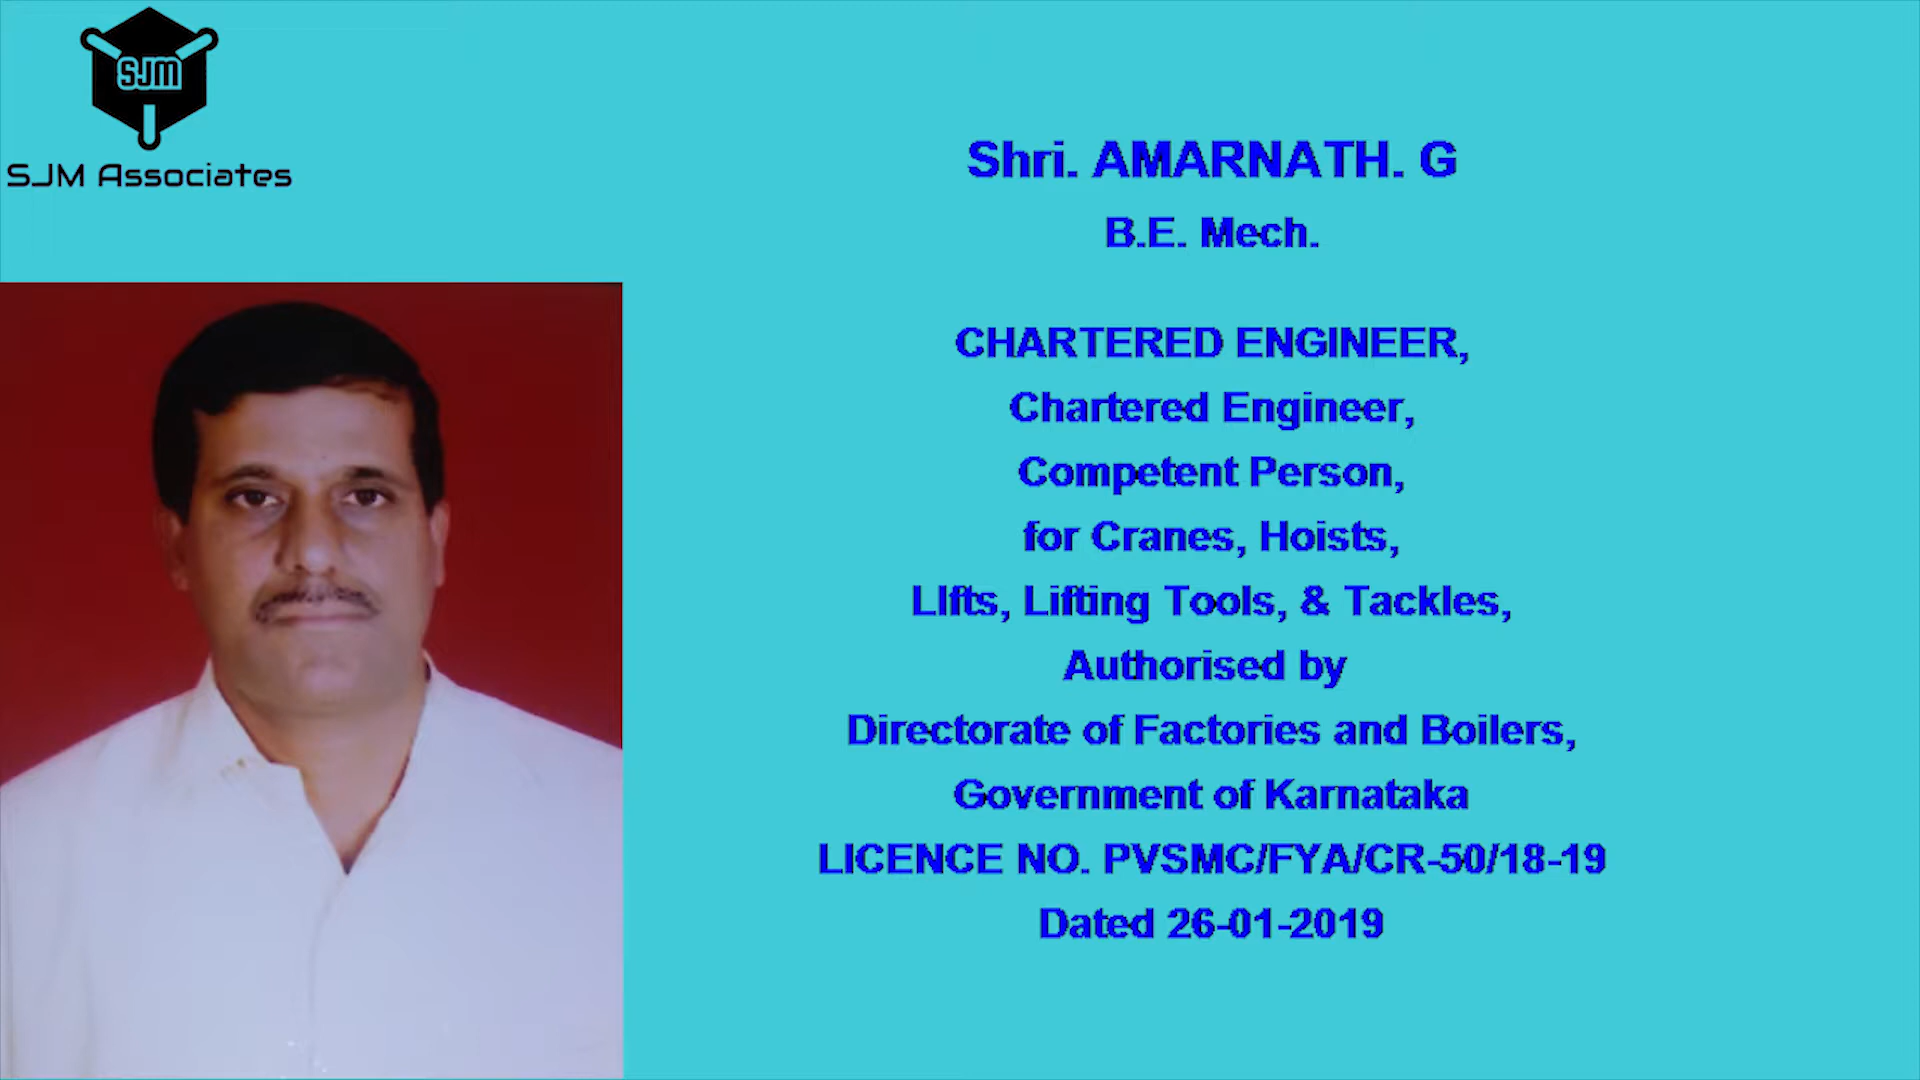 SJM
SJM Associates
Shri. AMARNATH. G
B.E. Mech.
CHARTERED ENGINEER,
Chartered Engineer,
Competent Person,
for Cranes, Hoists,
LIfts, Lifting Tools, & Tackles,
Authorised by
Directorate of Factories and Boilers,
Government of Karnataka
LICENCE NO. PVSMC/FYA/CR-50/18-19
Dated 26-01-2019